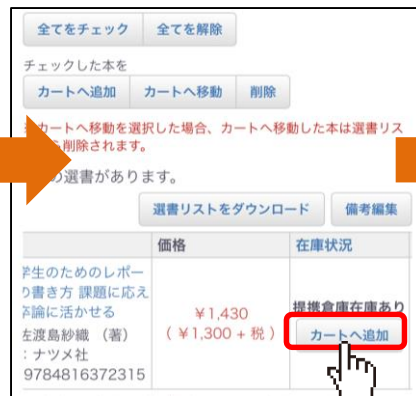 全てをチェック 全てを解除
チェックした本を
カートへ追加 カートへ移動 削除
カートへ移動を選択した場合、カートへ移動した本は選書リス
削除されます。
の選書があります。
選書リストをダウンロード 備考編集
価格 在庫状況
学生のためのレポー
の書き方 課題に応え
卒論に活かせる
佐渡島紗織 （著）
: ナツメ社
9784816372315
￥1,430
( ￥1,300 + 税 )
提携倉庫在庫あり
カートへ追加